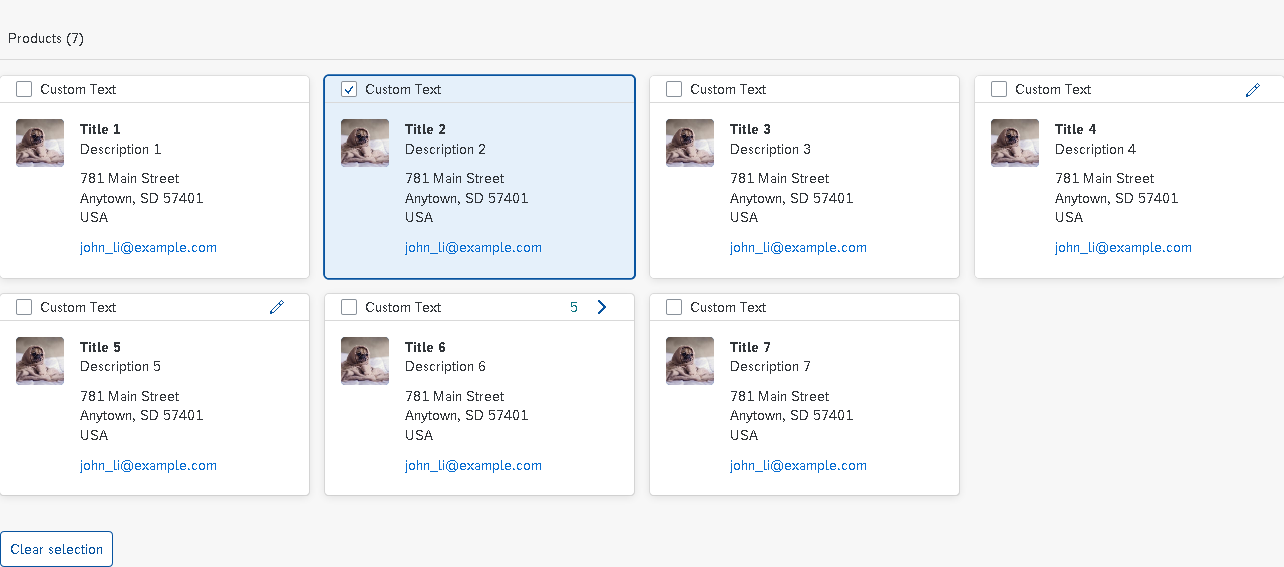 Products (7)
Custom Text
Title 1
Description 1
781 Main Street
Anytown, SD 57401
USA
john_li@example.com
Custom Text
Title 2
Description 2
781 Main Street
Anytown, SD 57401
USA
john_li@example.com
Custom Text
Title 3
Description 3
781 Main Street
Anytown, SD 57401
USA
john_li@example.com
Custom Text
Title 4
Description 4
781 Main Street
Anytown, SD 57401
USA
john_li@example.com
Custom Text
Title 5
Description 5
781 Main Street
Anytown, SD 57401
USA
john_li@example.com
Custom Text 5
Title 6
Description 6
781 Main Street
Anytown, SD 57401
USA
john_li@example.com
Custom Text
Title 7
Description 7
781 Main Street
Anytown, SD 57401
USA
john_li@example.com
Clear selection